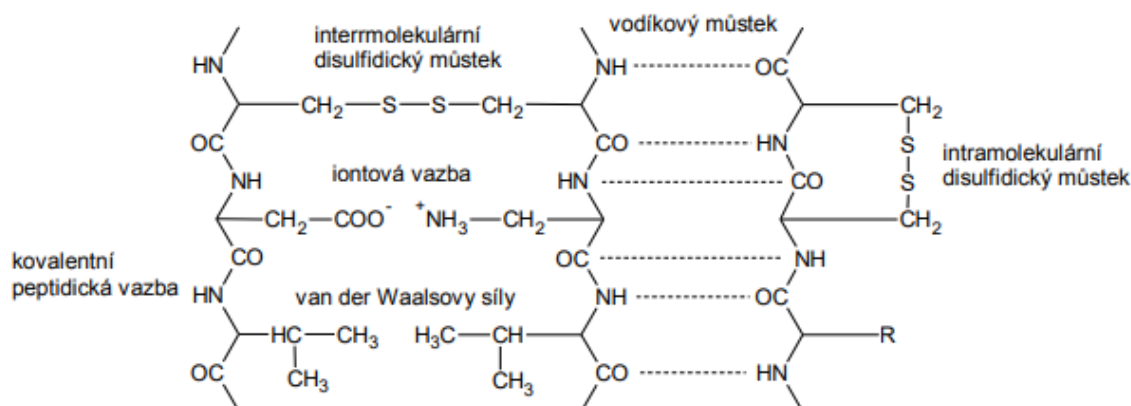 interrmolekulární
disulfidický můstek
vodíkový můstek
HN NH OC
CH2 S S CH2 CH2
OC CO HN S
intramolekulární
disulfidický můstek
NH iontová vazba HN CO S
CH2 COO- +NH3 CH2 CH2
kovalentní
peptidická vazba
CO OC NH
HN van der Waalsovy síly NH OC
HC CH3 H3C CH R
OC CH3 CH3 CO HN